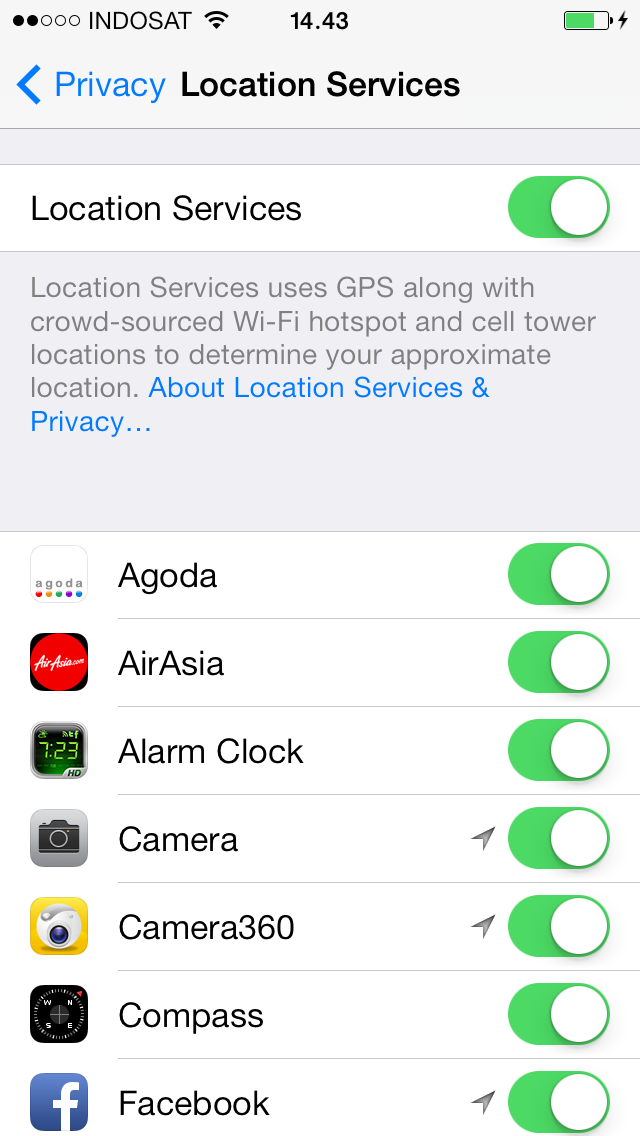 INDOSAT 14.43
Privacy Location Services
Location Services
Location Services uses GPS along with
crowd-sourced Wi-Fi hotspot and cell tower
locations to determine your approximate
location. About Location Services &
Privacy…
agoda Agoda
AirAsia.com AirAsia
7:23 HD Alarm Clock
Camera
Camera360
W N S E Compass
f Facebook